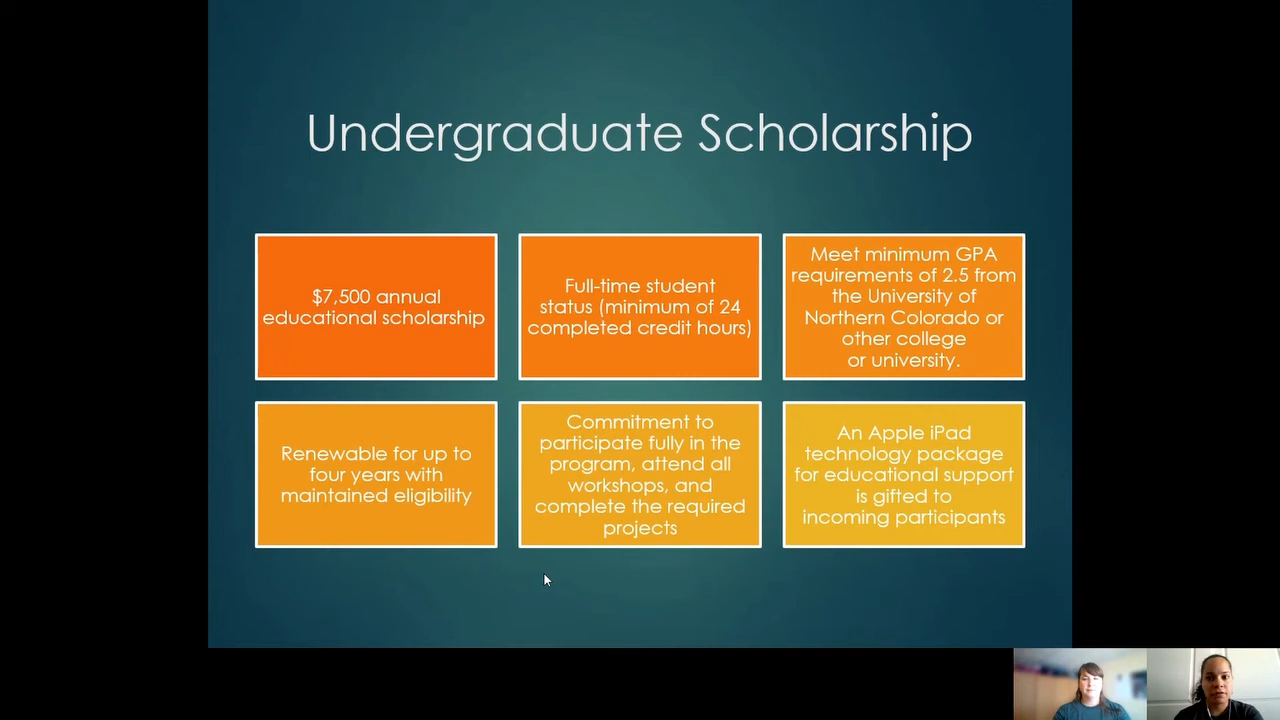 Undergraduate Scholarship
$7,500 annual
educational scholarship
Full-time student
status (minimum of 24
completed credit hours)
Meet minimum GPA
requirements of 2.5 from
the University of
Northern Colorado or
other college
or university.
Renewable for up to
four years with
maintained eligibility
Commitment to
participate fully in the
program, attend all
workshops, and
complete the required
projects
An Apple iPad
technology package
for educational support
is gifted to
incoming participants